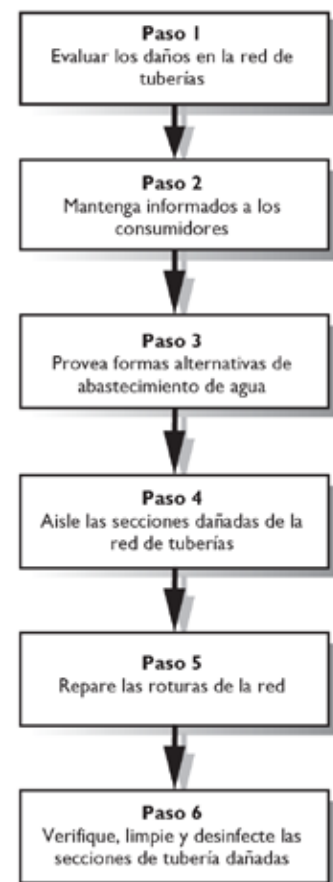 Paso 1
Evaluar los daños en la red de
tuberías
Paso 2
Mantenga informados a los
consumidores
Paso 3
Provea formas alternativas de
abastecimiento de agua
Paso 4
Aisle las secciones dañadas de la
red de tuberías
Paso 5
Repare las roturas de la red
Paso 6
Verifique, limpie y desinfecte las
secciones de tubería dañadas